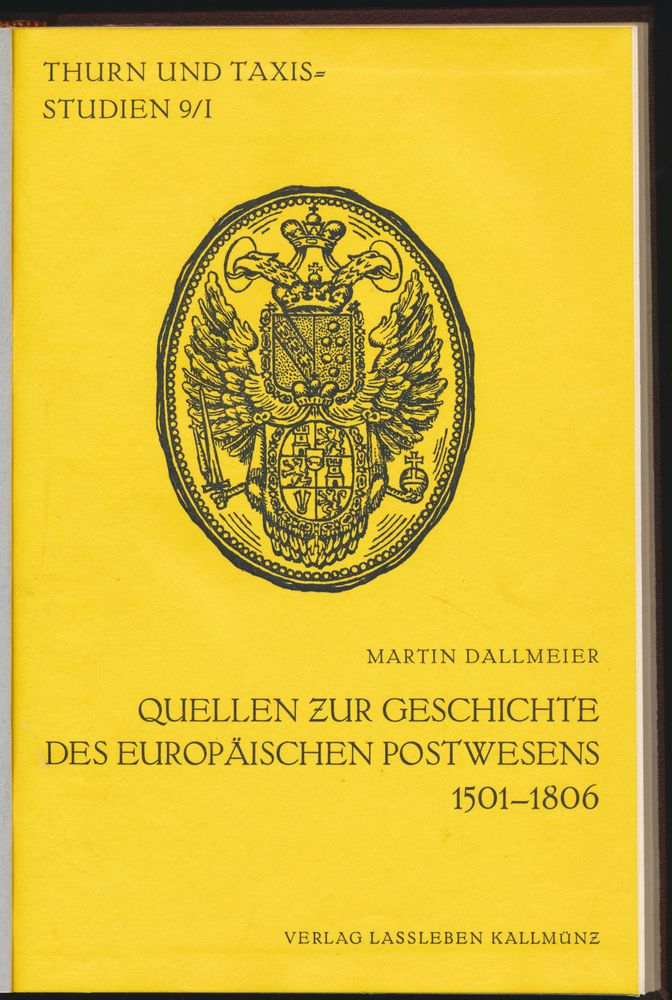 THURN UND TAXIS=
STUDIEN 9/I
MARTIN DALLMEIER
QUELLEN ZUR GESCHICHTE
DES EUROPÄISCHEN POSTWESENS
1501–1806
VERLAG LASSLEBEN KALLMÜNZ